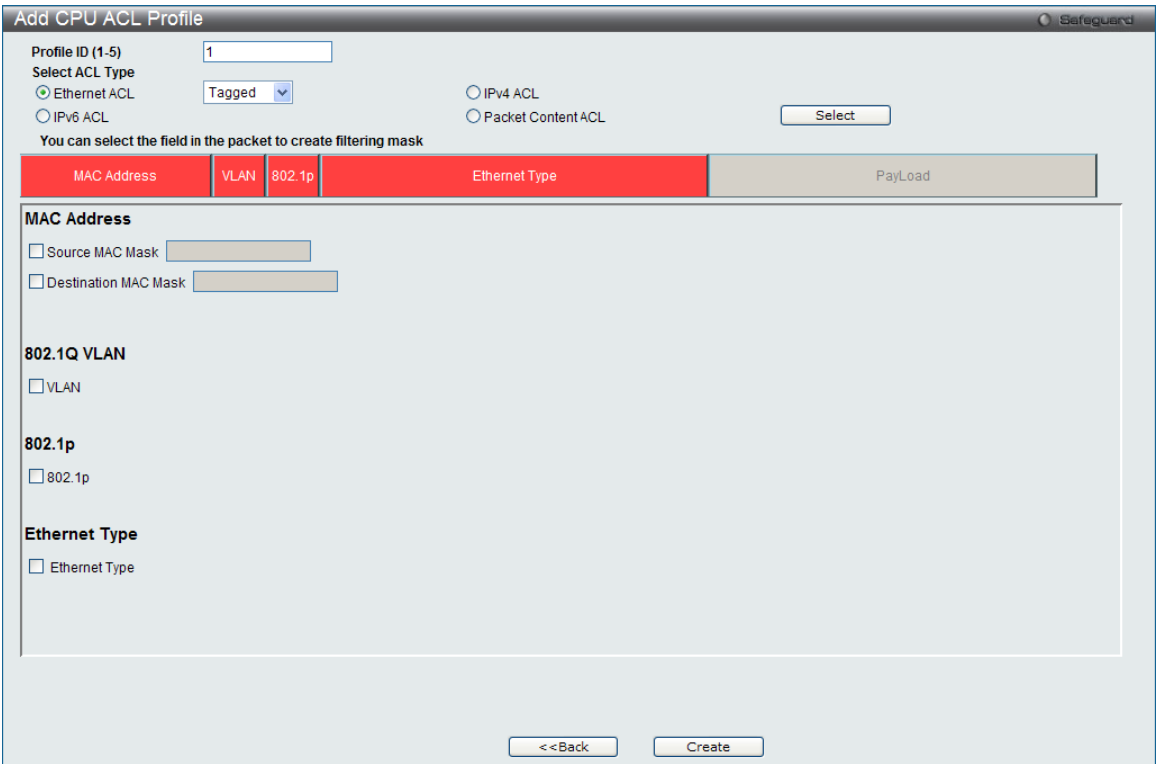 Add CPU ACL Profile
Safeguard
Profile ID (1-5)
1
Select ACL Type
Ethernet ACL
Tagged
IPv4 ACL
IPv6 ACL
Packet Content ACL
Select
You can select the field in the packet to create filtering mask
MAC Address
VLAN
802.1p
Ethernet Type
PayLoad
MAC Address
Source MAC Mask
Destination MAC Mask
802.1Q VLAN
VLAN
802.1p
802.1p
Ethernet Type
Ethernet Type
<<Back
Create